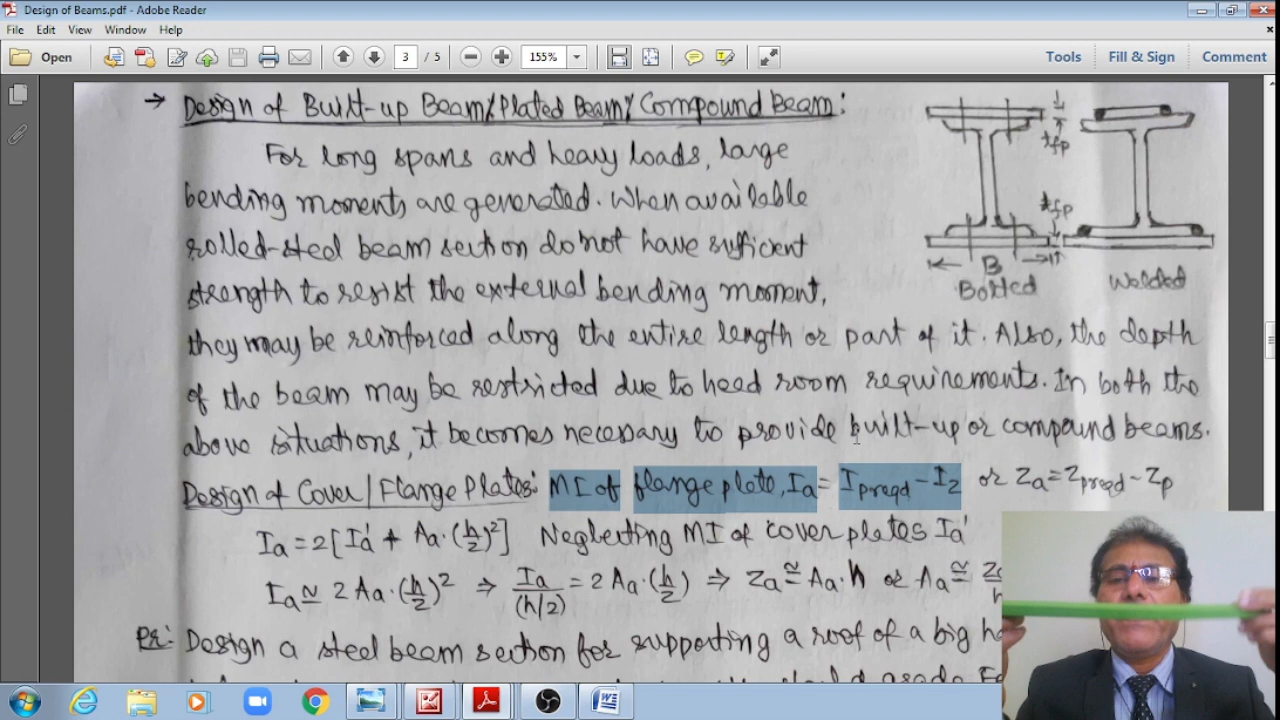 Design of Beams.pdf - Adobe Reader
File Edit View Window Help
Open 3 / 5 155% Tools Fill & Sign Comment
→ Design of Built-up Beam/Plated Beam/Compound Beam:
For long spans and heavy loads, large
bending moments are generated. When available
rolled-steel beam section do not have sufficent
strength to resist the external bending moment,
they may be reinforced along the entire length or part of it. Also, the depth
of the beam may be restricted due to head room requirements. In both the
above situations, it becomes necessary to provide built-up or compound beams.
tfp
tfp
B
Bolted Welded
Design of Cover/Flange Plates: MI of flange plate, Ia = Ipreqd - Iz or Za = Zpreqd - Zp
Ia = 2[Ia' + Aa.(h/2)²] Neglecting MI of cover plates Ia'
Ia ≅ 2 Aa.(h/2)² ⇒ Ia/(h/2) = 2 Aa.(h/2) ⇒ Za ≅ Aa.h or Aa ≅
Pr: Design a steel beam section for supporting a roof of a big